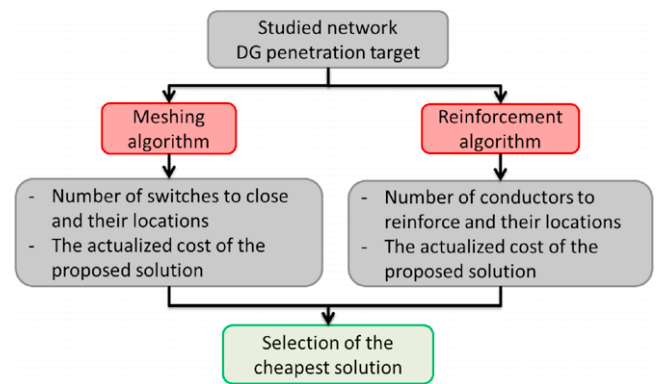 Studied network
DG penetration target
Meshing
algorithm
Reinforcement
algorithm
- Number of switches to close
and their locations
- The actualized cost of the
proposed solution
- Number of conductors to
reinforce and their locations
- The actualized cost of the
proposed solution
Selection of the
cheapest solution